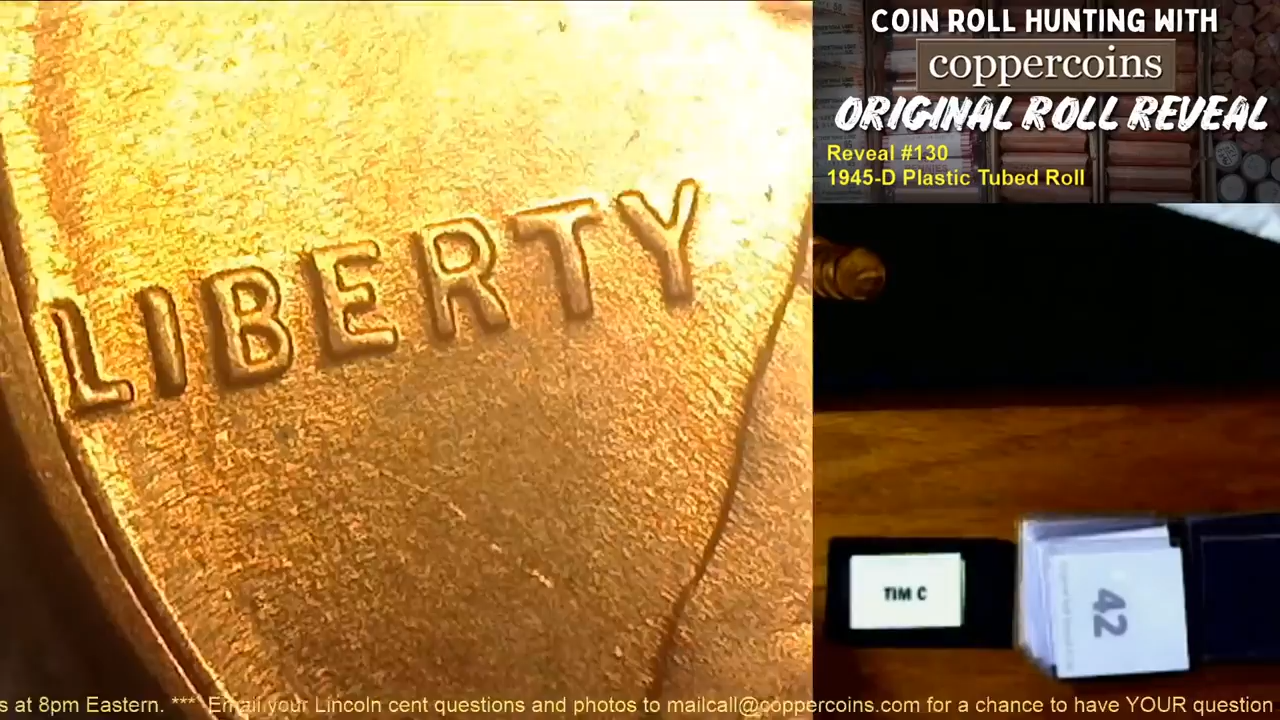 LIBERTY
COIN ROLL HUNTING WITH
coppercoins
ORIGINAL ROLL REVEAL
Reveal #130
1945-D Plastic Tubed Roll
TIM C
42
s at 8pm Eastern. *** Email your Lincoln cent questions and photos to mailcall@coppercoins.com for a chance to have YOUR question